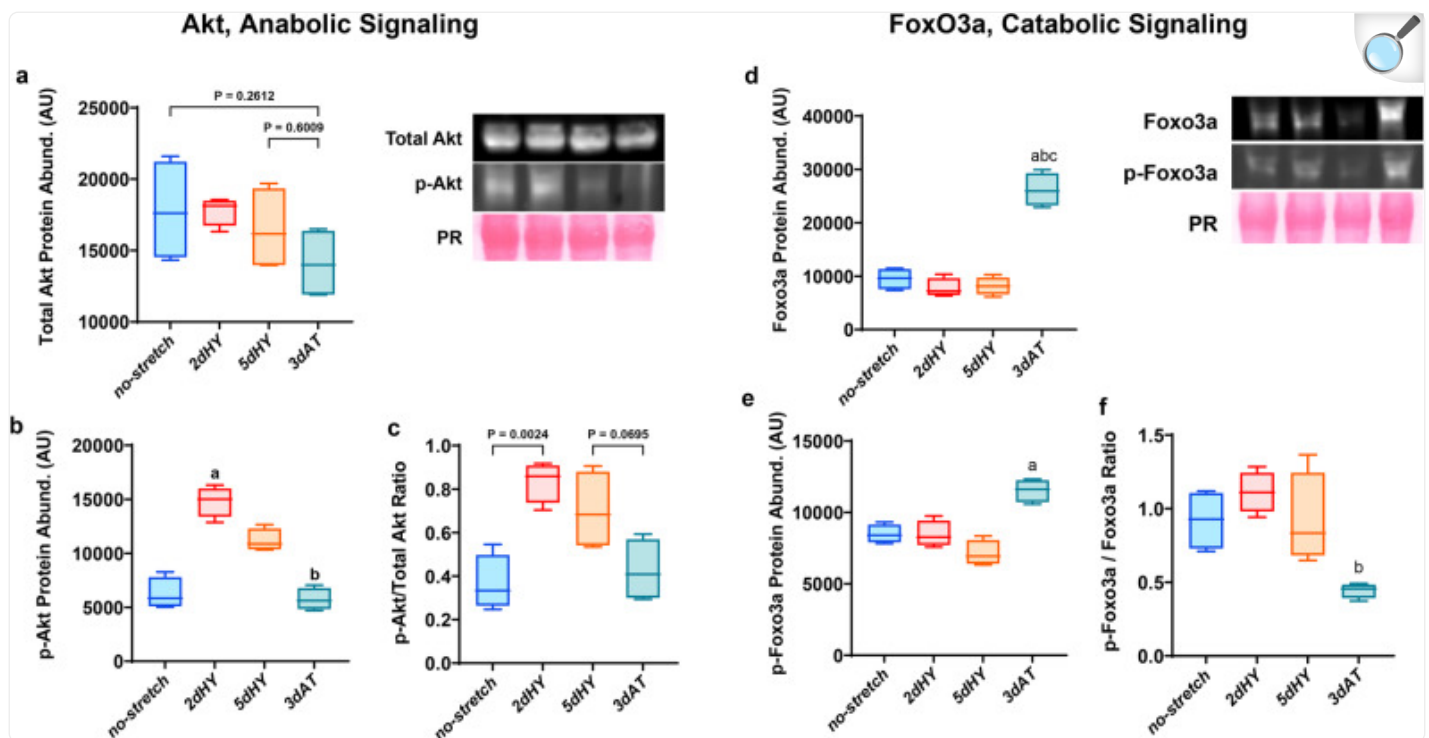 Akt, Anabolic Signaling
FoxO3a, Catabolic Signaling
a
Total Akt Protein Abund. (AU)
25000
20000
15000
10000
P = 0.2612
P = 0.6009
no-stretch
2dHY
5dHY
3dAT
Total Akt
p-Akt
PR
b
p-Akt Protein Abund. (AU)
20000
15000
10000
5000
0
a
b
no-stretch
2dHY
5dHY
3dAT
c
p-Akt/Total Akt Ratio
1.0
0.8
0.6
0.4
0.2
0.0
P = 0.0024
P = 0.0695
no-stretch
2dHY
5dHY
3dAT
d
Foxo3a Protein Abund. (AU)
40000
30000
20000
10000
0
abc
no-stretch
2dHY
5dHY
3dAT
Foxo3a
p-Foxo3a
PR
e
p-Foxo3a Protein Abund. (AU)
15000
10000
5000
0
a
no-stretch
2dHY
5dHY
3dAT
f
p-Foxo3a / Foxo3a Ratio
1.5
1.0
0.5
0.0
b
no-stretch
2dHY
5dHY
3dAT